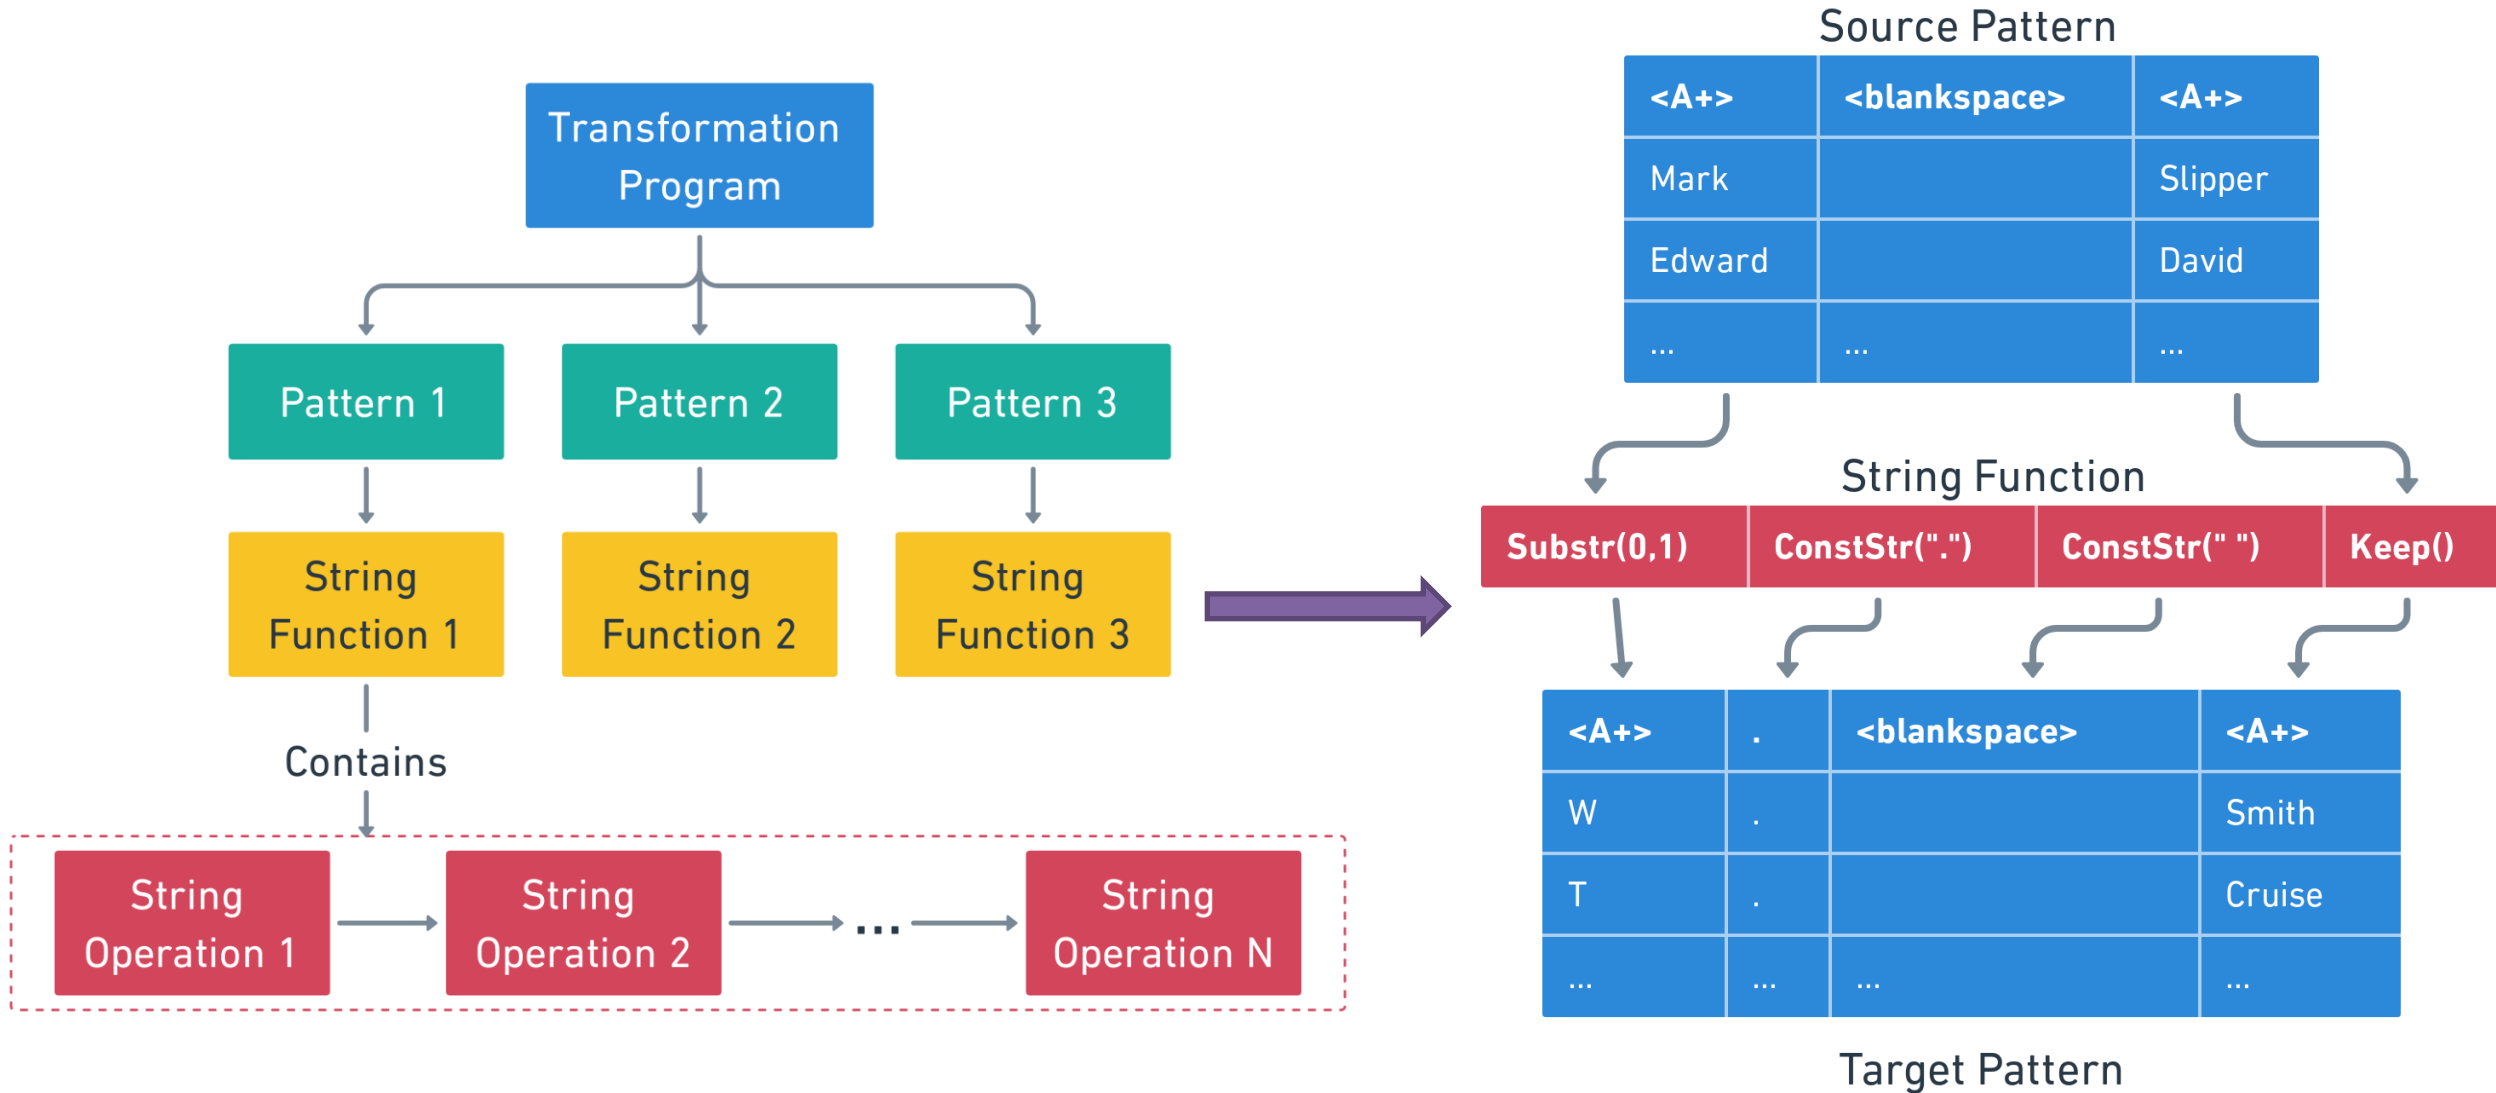 Transformation
Program
Pattern 1
Pattern 2
Pattern 3
String
Function 1
String
Function 2
String
Function 3
Contains
String
Operation 1
String
Operation 2
...
String
Operation N
Source Pattern
<A+> <blankspace> <A+>
Mark Slipper
Edward David
... ... ...
String Function
Substr(0,1) ConstStr(".") ConstStr(" ") Keep()
<A+> . <blankspace> <A+>
W . Smith
T . Cruise
... ... ... ...
Target Pattern